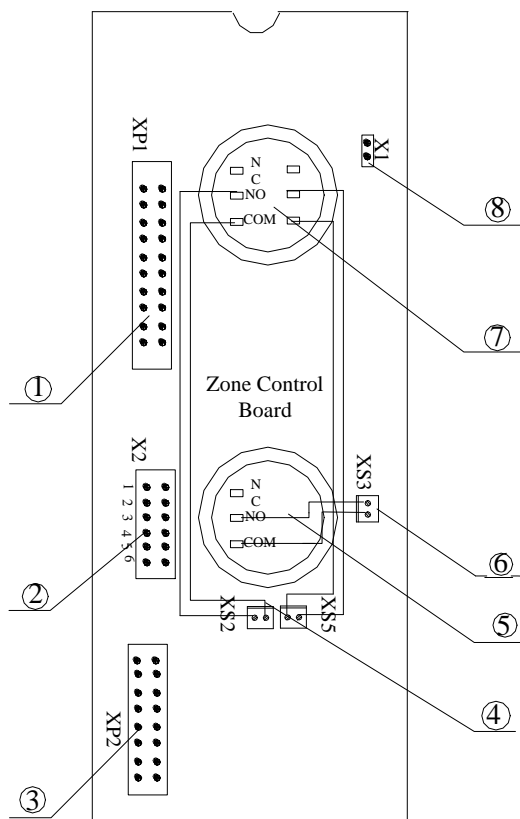 XP1
X1
N
C
NO
COM
⑧
⑦
①
Zone Control
Board
X2
1
2
3
4
5
6
N
C
NO
COM
XS3
⑥
②
XS2
XS5
⑤
④
XP2
③